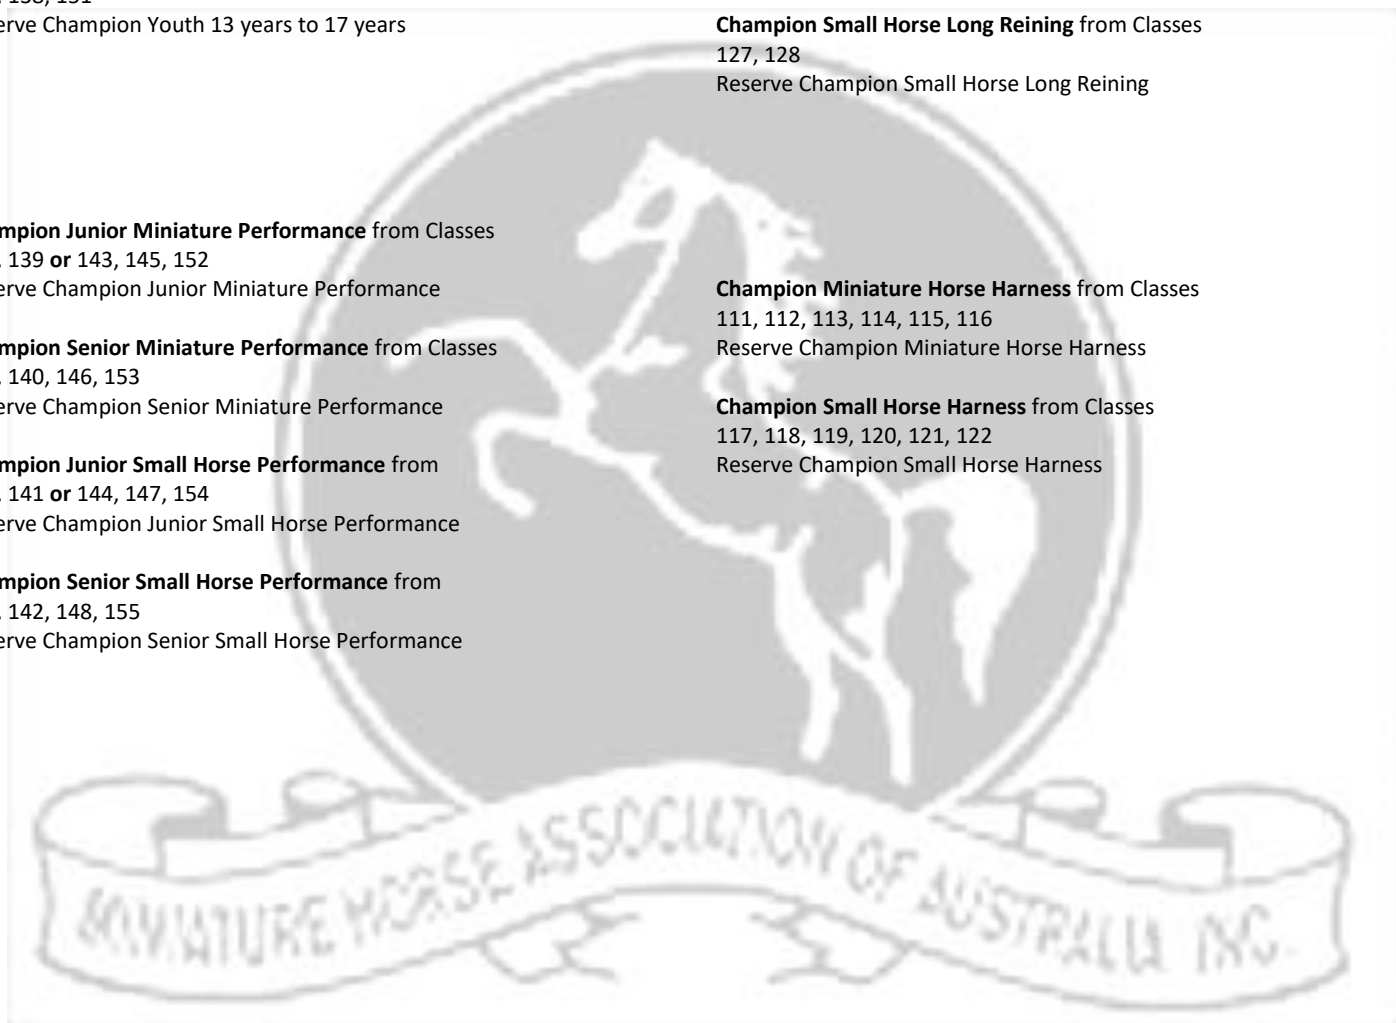 erve Champion Youth 13 years to 17 years
mpion Junior Miniature Performance from Classes
, 139 or 143, 145, 152
erve Champion Junior Miniature Performance
mpion Senior Miniature Performance from Classes
, 140, 146, 153
erve Champion Senior Miniature Performance
mpion Junior Small Horse Performance from
, 141 or 144, 147, 154
erve Champion Junior Small Horse Performance
mpion Senior Small Horse Performance from
, 142, 148, 155
erve Champion Senior Small Horse Performance
Champion Small Horse Long Reining from Classes
127, 128
Reserve Champion Small Horse Long Reining
Champion Miniature Horse Harness from Classes
111, 112, 113, 114, 115, 116
Reserve Champion Miniature Horse Harness
Champion Small Horse Harness from Classes
117, 118, 119, 120, 121, 122
Reserve Champion Small Horse Harness
MINIATURE HORSE ASSOCIATION OF AUSTRALIA INC.